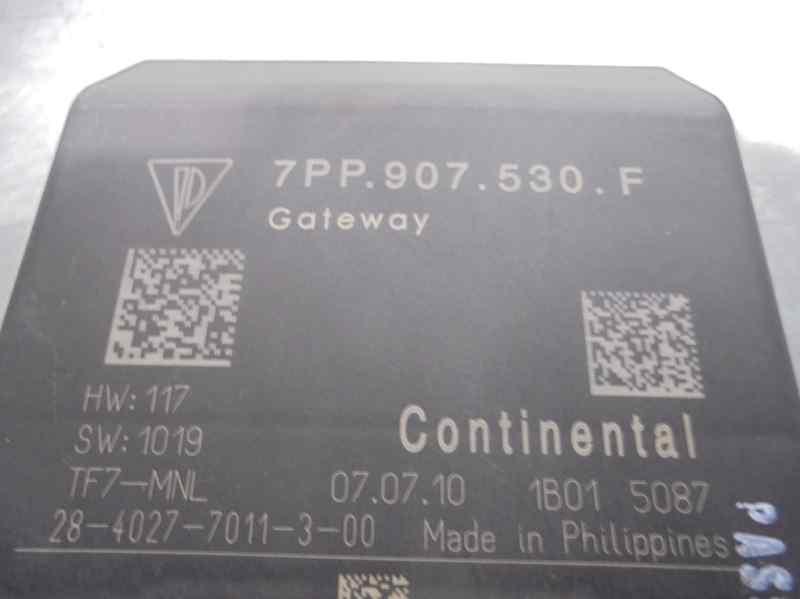 7PP.907.530.F
Gateway
HW: 117
SW: 1019
Continental
TF7-MNL 07.07.10 1B01 5087
28-4027-7011-3-00 Made in Philippines